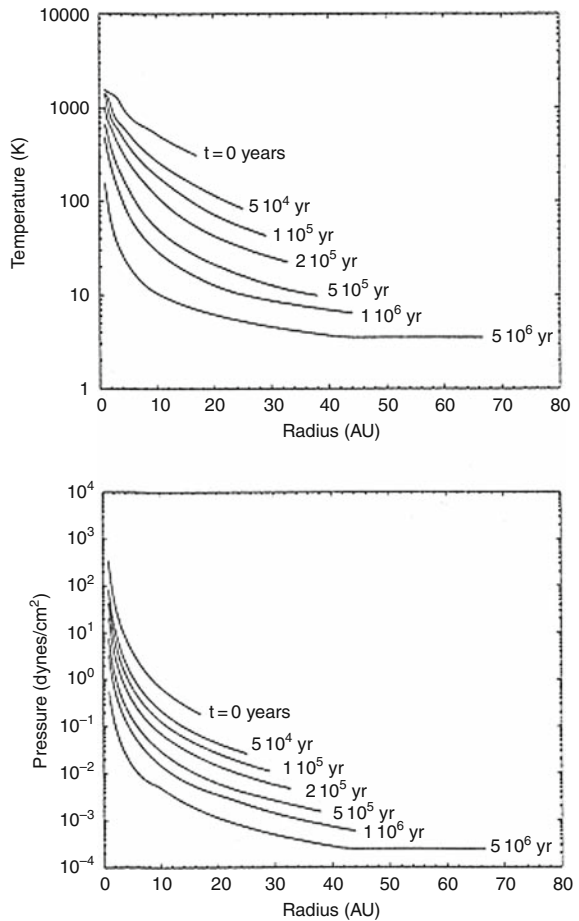 10000
1000
100
10
1
Temperature (K)
t = 0 years
5 10⁴ yr
1 10⁵ yr
2 10⁵ yr
5 10⁵ yr
1 10⁶ yr
5 10⁶ yr
0 10 20 30 40 50 60 70 80
Radius (AU)
10⁴
10³
10²
10¹
10⁰
10⁻¹
10⁻²
10⁻³
10⁻⁴
Pressure (dynes/cm²)
t = 0 years
5 10⁴ yr
1 10⁵ yr
2 10⁵ yr
5 10⁵ yr
1 10⁶ yr
5 10⁶ yr
0 10 20 30 40 50 60 70 80
Radius (AU)